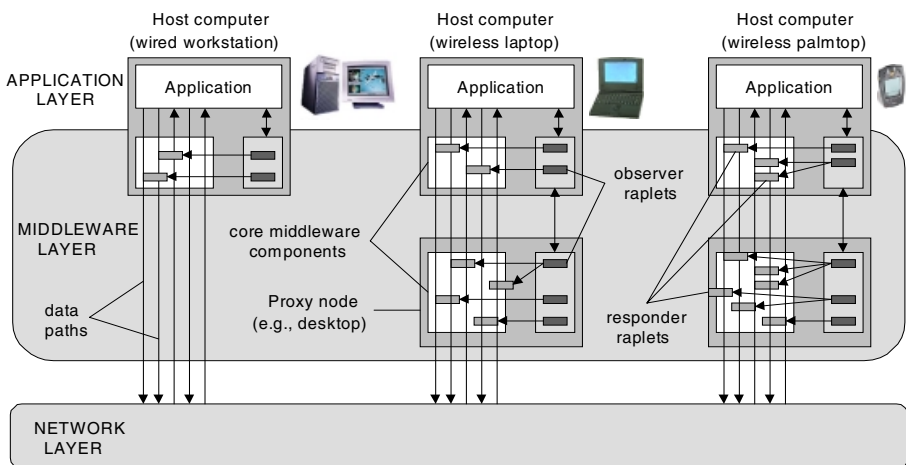 Host computer
(wired workstation)
Host computer
(wireless laptop)
Host computer
(wireless palmtop)
APPLICATION
LAYER
Application
Application
Application
observer
raplets
MIDDLEWARE
LAYER
core middleware
components
data
paths
Proxy node
(e.g., desktop)
responder
raplets
NETWORK
LAYER